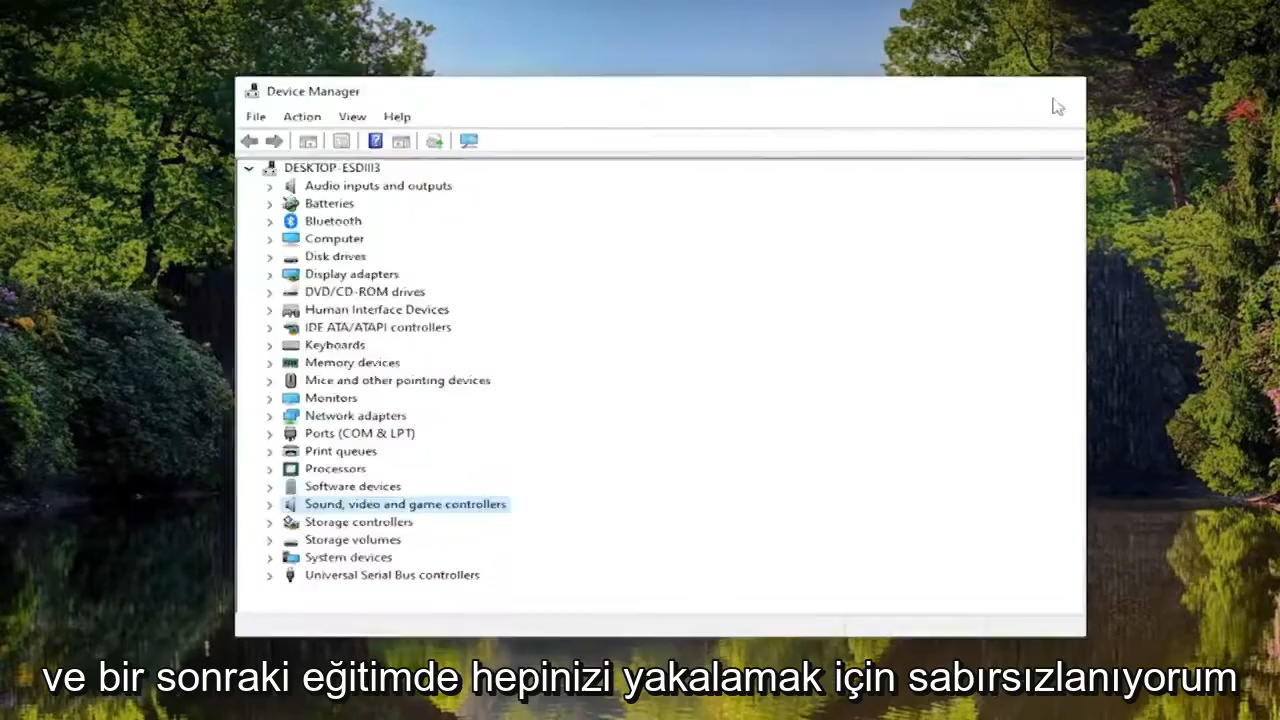 Device Manager
File Action View Help
DESKTOP-ESDIII3
Audio inputs and outputs
Batteries
Bluetooth
Computer
Disk drives
Display adapters
DVD/CD-ROM drives
Human Interface Devices
IDE ATA/ATAPI controllers
Keyboards
Memory devices
Mice and other pointing devices
Monitors
Network adapters
Ports (COM & LPT)
Print queues
Processors
Software devices
Sound, video and game controllers
Storage controllers
Storage volumes
System devices
Universal Serial Bus controllers
ve bir sonraki eğitimde hepinizi yakalamak için sabırsızlanıyorum